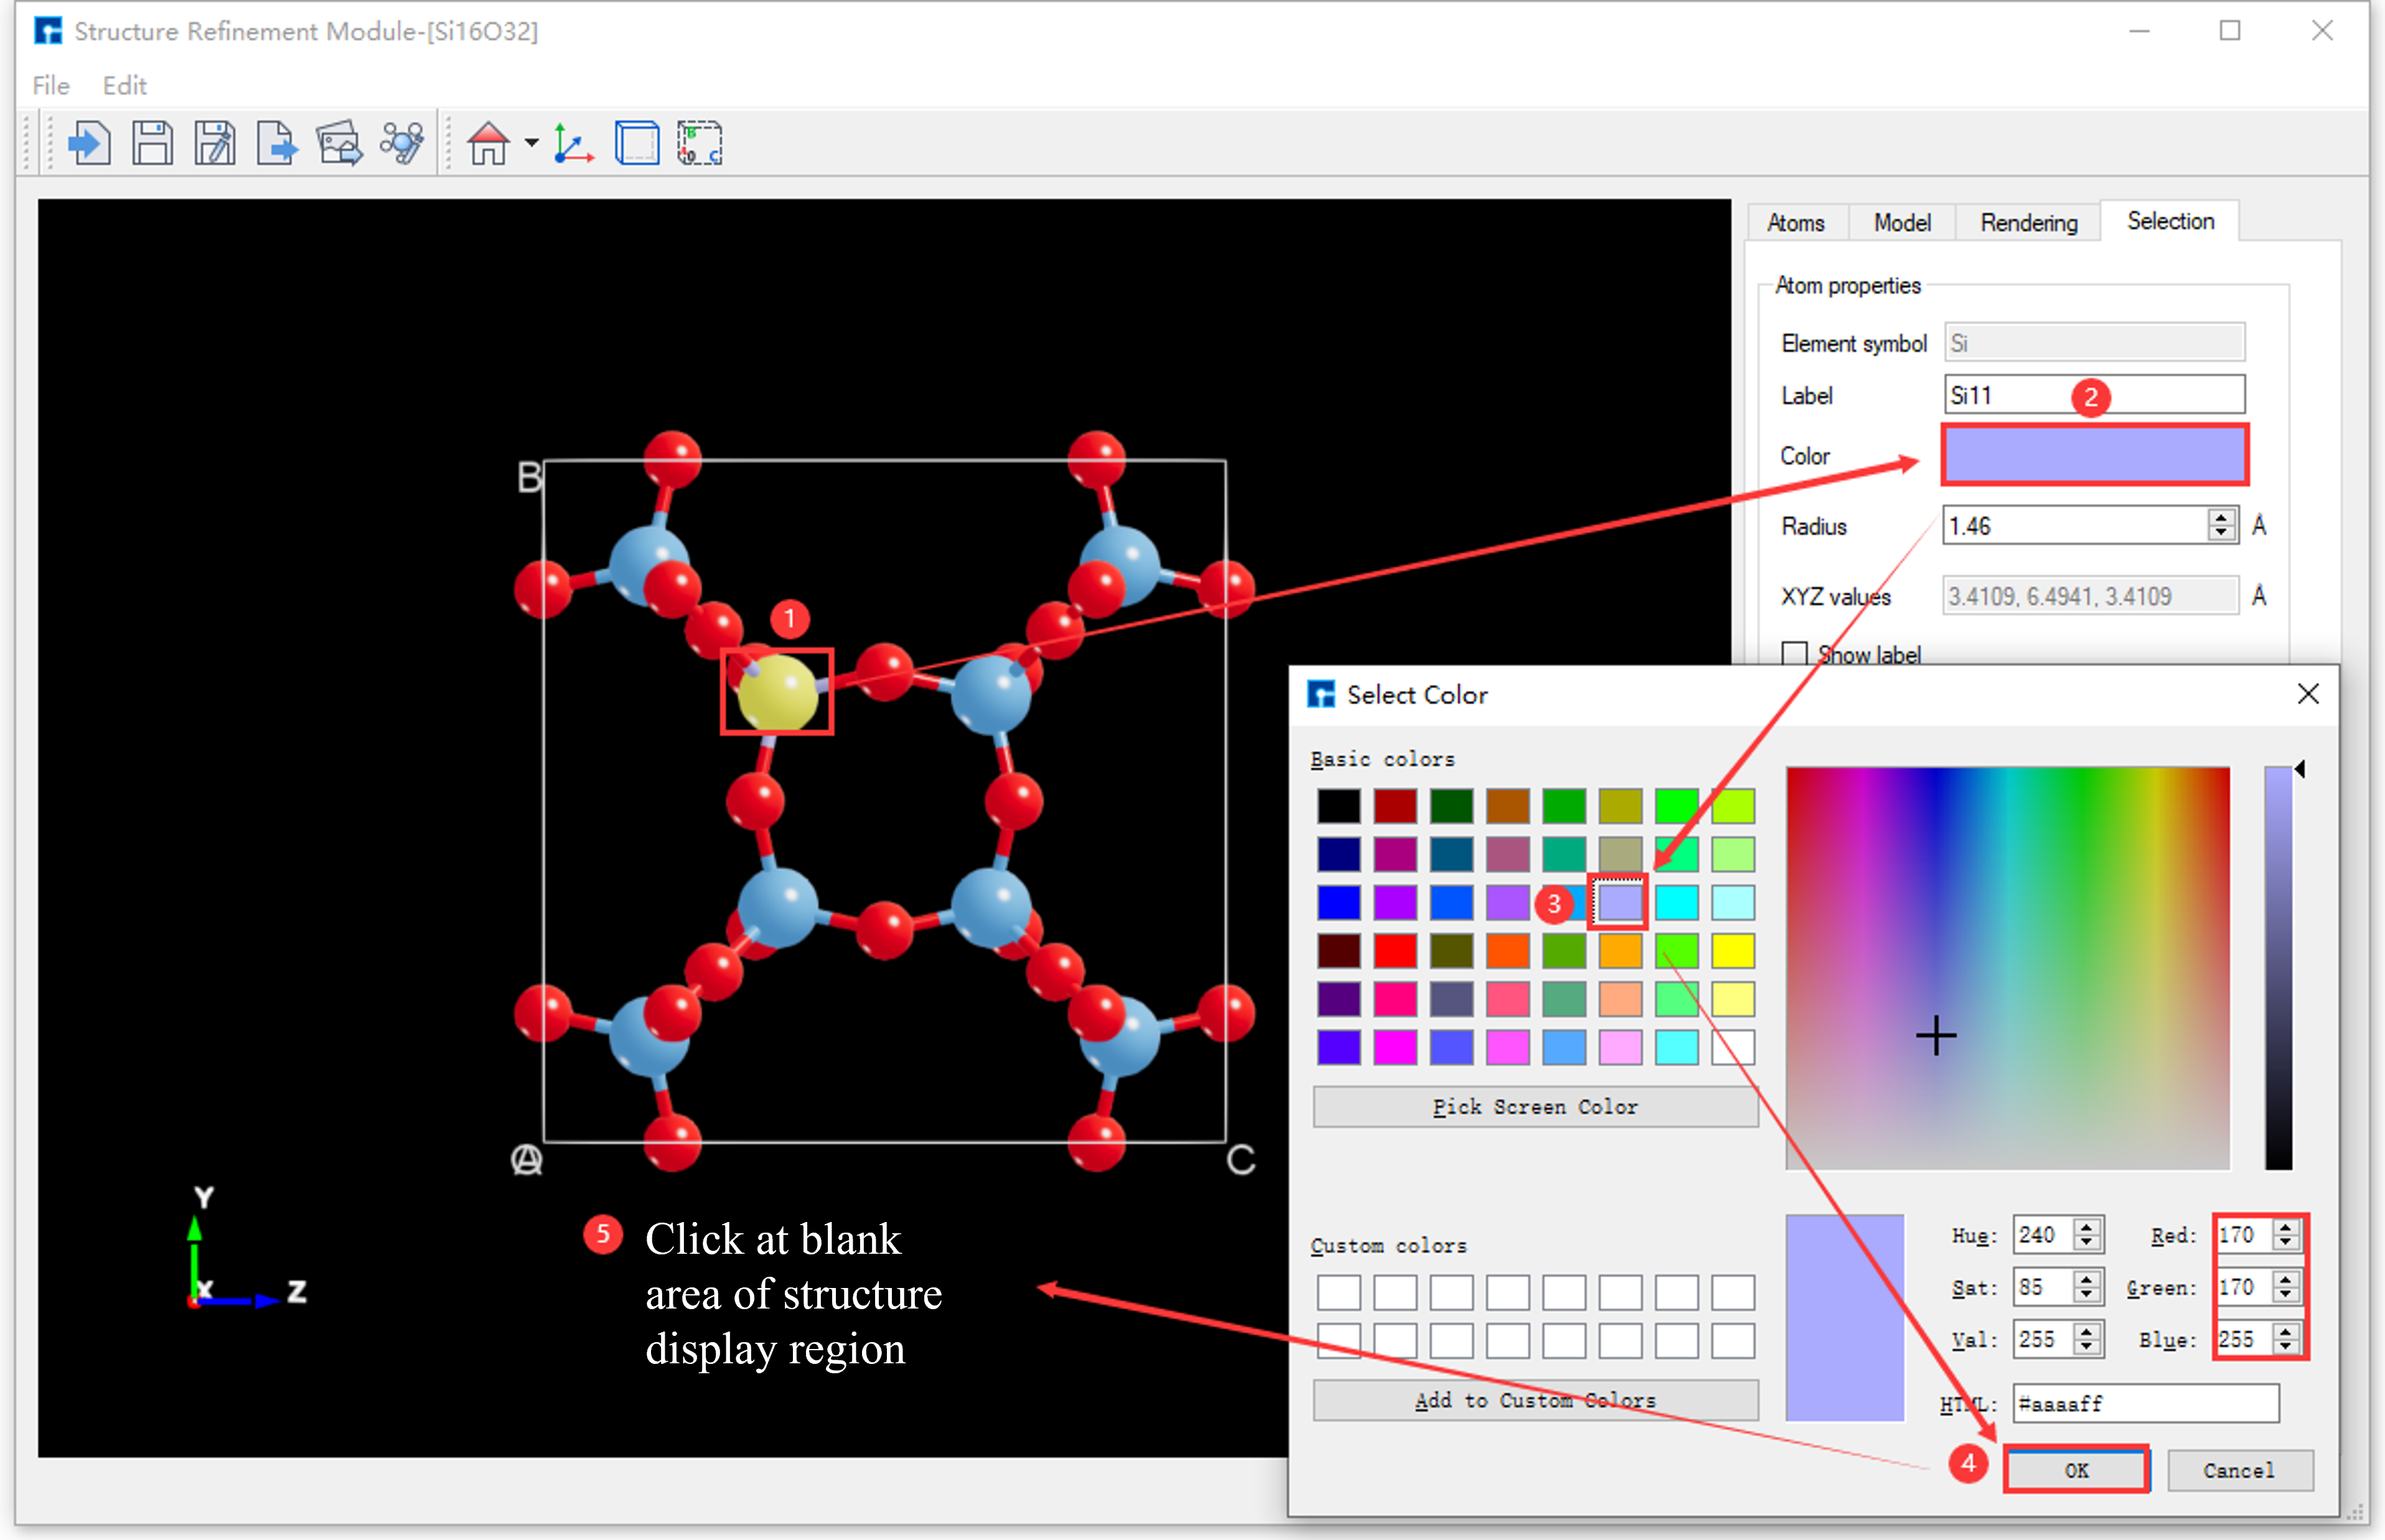 Structure Refinement Module-[Si16O32]
File Edit
B
C
Atoms Model Rendering Selection
Atom properties
Element symbol Si
Label Si11 2
Color
Radius 1.46 Å
XYZ values 3.4109, 6.4941, 3.4109 Å
Show label
B
1
A
C
Y
X
Z
5 Click at blank
area of structure
display region
Select Color
Basic colors
3
Pick Screen Color
Custom colors
Add to Custom Colors
Hue: 240 Red: 170
Sat: 85 Green: 170
Val: 255 Blue: 255
HTML: #aaaaff
4 OK Cancel